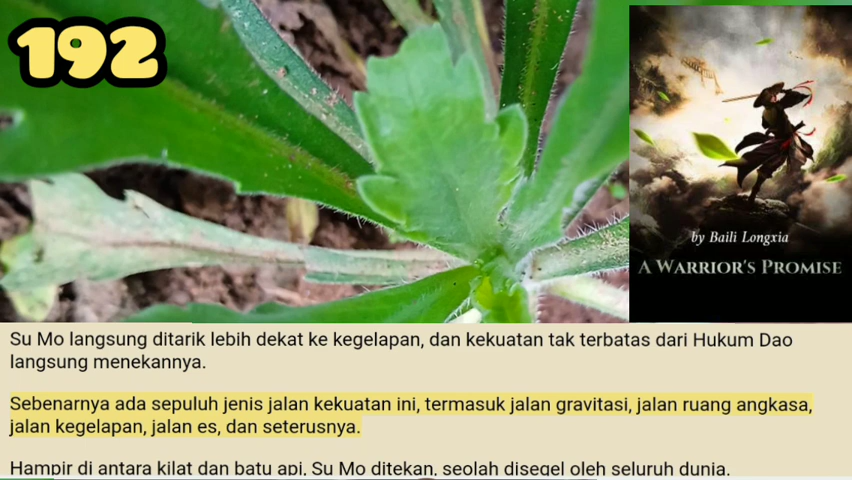 192
by Baili Longxia
A WARRIOR'S PROMISE
Su Mo langsung ditarik lebih dekat ke kegelapan, dan kekuatan tak terbatas dari Hukum Dao
langsung menekannya.
Sebenarnya ada sepuluh jenis jalan kekuatan ini, termasuk jalan gravitasi, jalan ruang angkasa,
jalan kegelapan, jalan es, dan seterusnya.
Hampir di antara kilat dan batu api, Su Mo ditekan, seolah disegel oleh seluruh dunia.